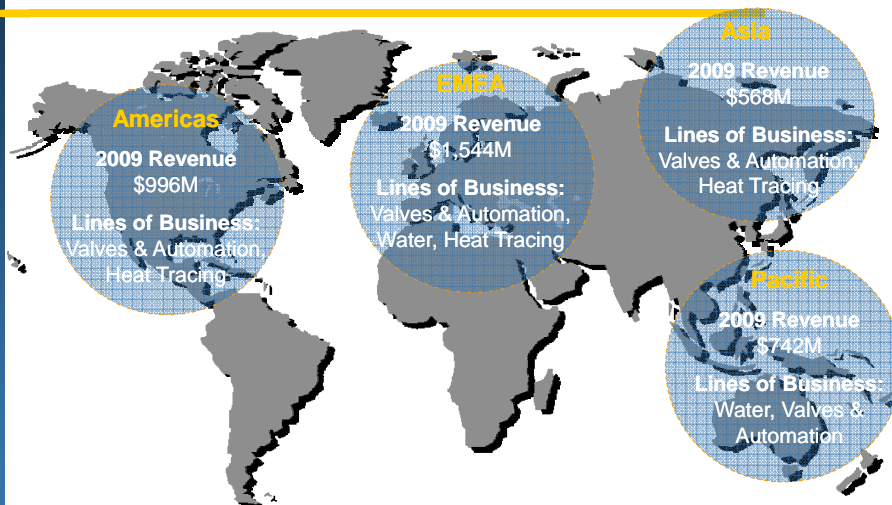 Americas
2009 Revenue
$996M
Lines of Business:
Valves & Automation,
Heat Tracing
EMEA
2009 Revenue
$1,544M
Lines of Business:
Valves & Automation,
Water, Heat Tracing
Asia
2009 Revenue
$568M
Lines of Business:
Valves & Automation,
Heat Tracing
Pacific
2009 Revenue
$742M
Lines of Business:
Water, Valves &
Automation